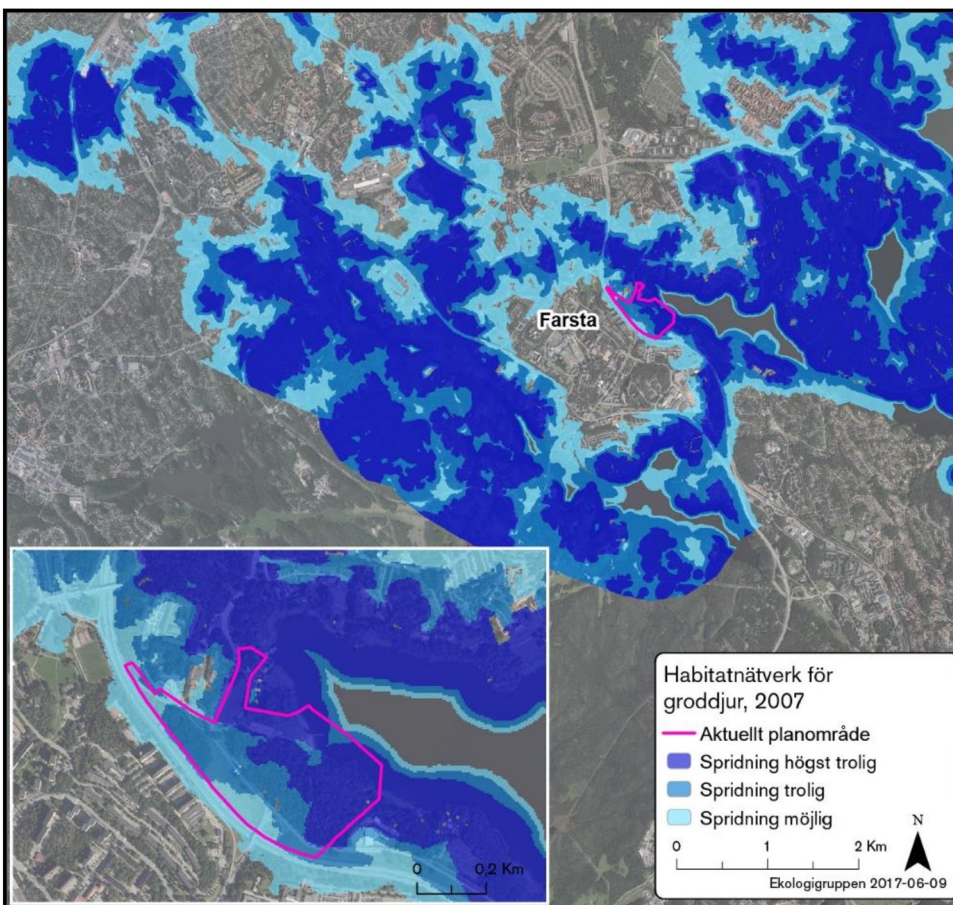 Farsta
0 0,2 Km
Habitatnätverk för
groddjur, 2007
Aktuellt planområde
Spridning högst trolig
Spridning trolig
Spridning möjlig
N
0 1 2 Km
Ekologigruppen 2017-06-09